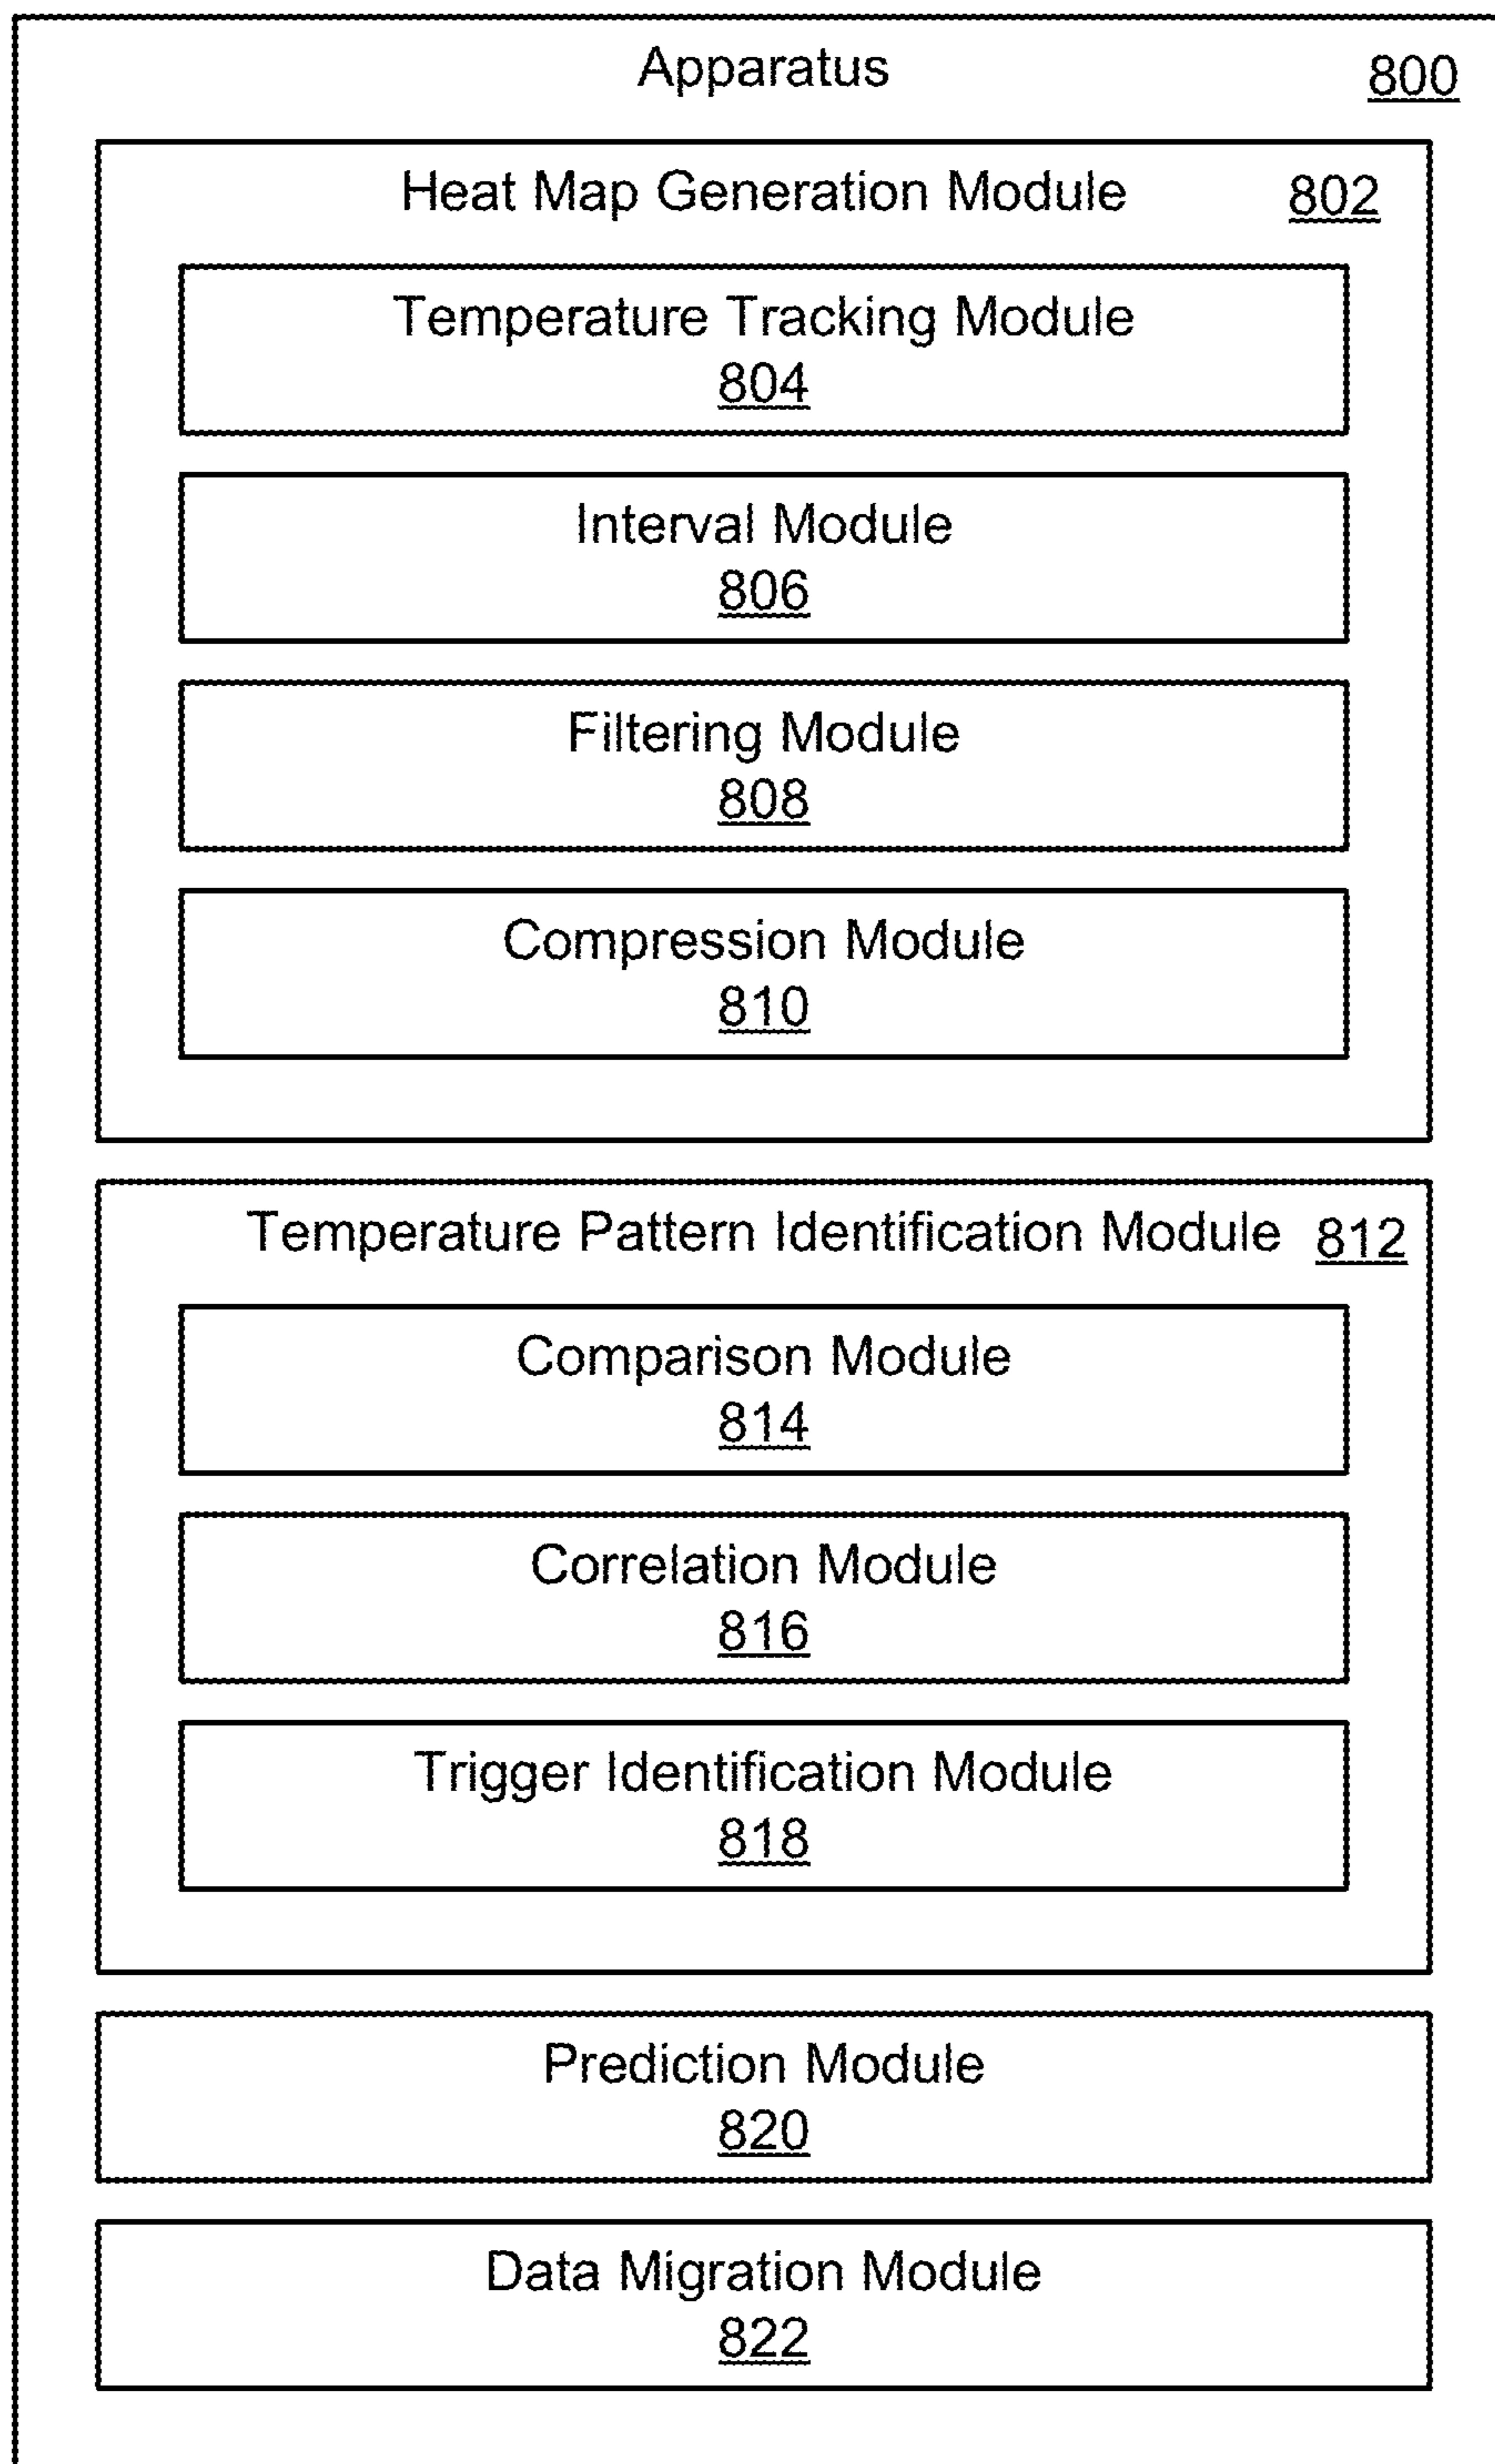 Apparatus 800
Heat Map Generation Module 802
Temperature Tracking Module
804
Interval Module
806
Filtering Module
808
Compression Module
810
Temperature Pattern Identification Module 812
Comparison Module
814
Correlation Module
816
Trigger Identification Module
818
Prediction Module
820
Data Migration Module
822